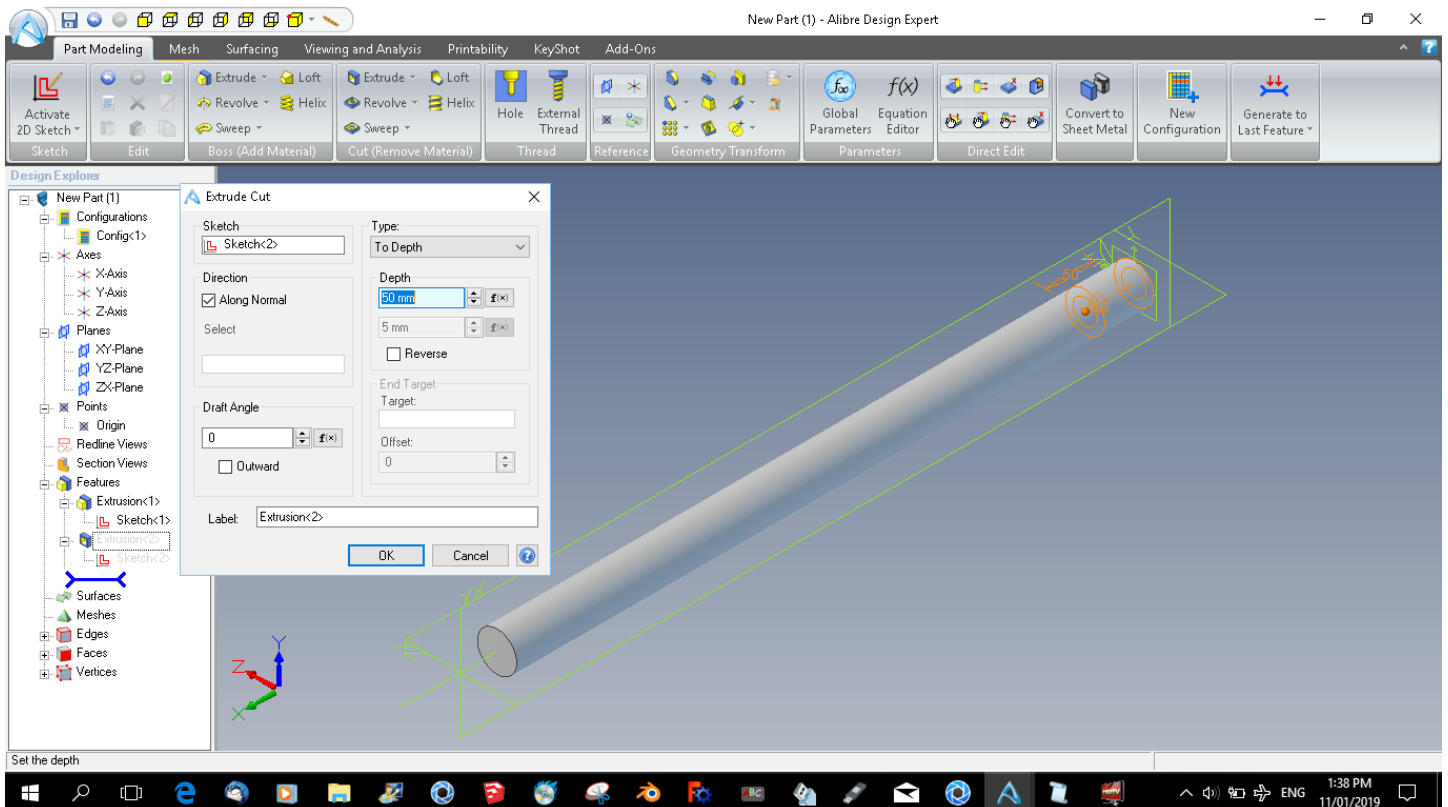 New Part (1) - Alibre Design Expert
Part Modeling Mesh Surfacing Viewing and Analysis Printability KeyShot Add-Ons
Activate
2D Sketch
Sketch
Edit
Extrude Loft
Revolve Helix
Sweep
Boss (Add Material)
Extrude Loft
Revolve Helix
Sweep
Cut (Remove Material)
Hole External
Thread
Thread
Reference
Geometry Transform
f(x) f(x)
Global Equation
Parameters Editor
Parameters
Direct Edit
Convert to
Sheet Metal
New
Configuration
Generate to
Last Feature
Design Explorer
New Part (1)
Configurations
Config<1>
Axes
X-Axis
Y-Axis
Z-Axis
Planes
XY-Plane
YZ-Plane
ZX-Plane
Points
Origin
Redline Views
Section Views
Features
Extrusion<1>
Sketch<1>
Extrusion<2>
Sketch<2>
Surfaces
Meshes
Edges
Faces
Vertices
Extrude Cut
Sketch
Sketch<2>
Direction
Along Normal
Select
Draft Angle
0 f(x)
Outward
Type:
To Depth
Depth
50 mm f(x)
5 mm f(x)
Reverse
End Target
Target:
Offset:
0
Label: Extrusion<2>
OK Cancel
50
Y
Z
X
Set the depth
ABC
ENG
1:38 PM
11/01/2019